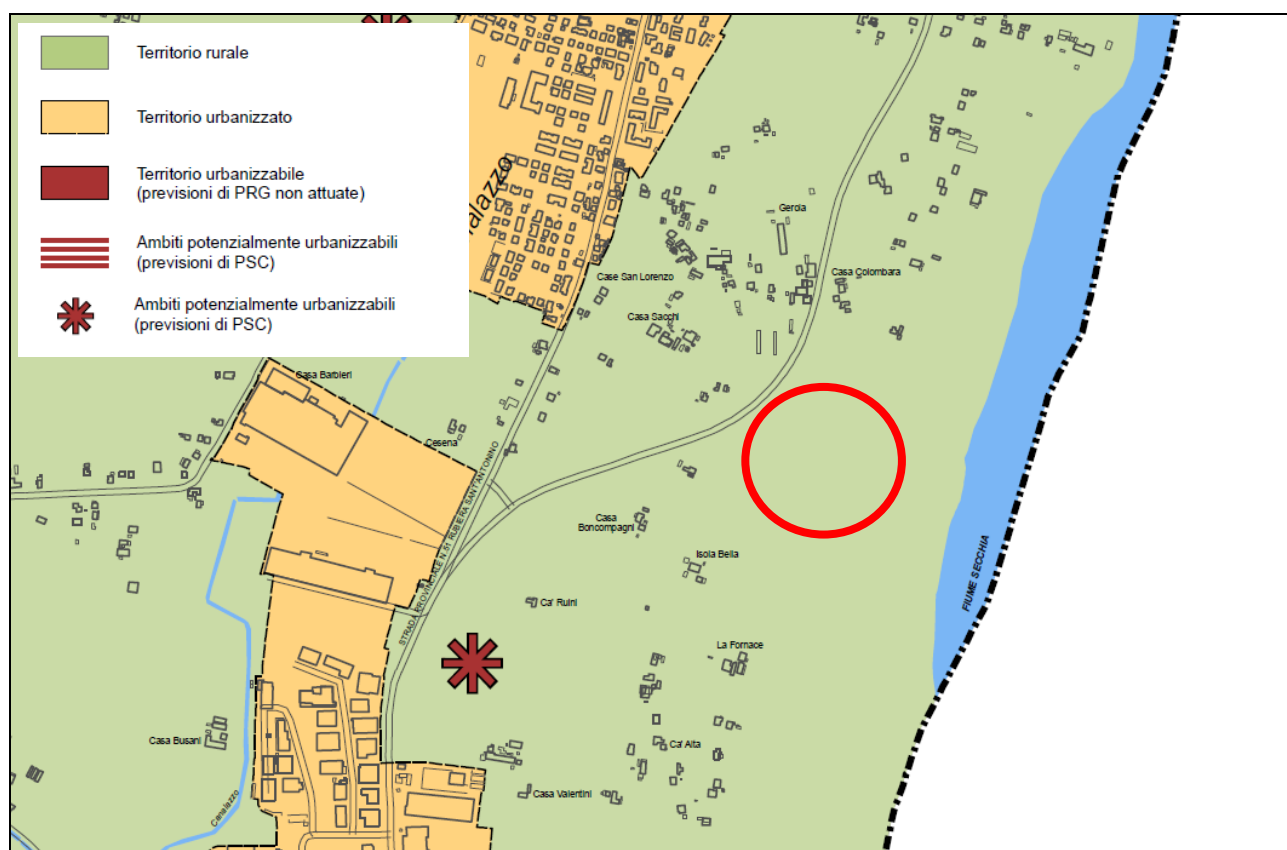 Territorio rurale
Territorio urbanizzato
Territorio urbanizzabile
(previsioni di PRG non attuate)
Ambiti potenzialmente urbanizzabili
(previsioni di PSC)
Ambiti potenzialmente urbanizzabili
(previsioni di PSC)
alazzo
Gerola
Case San Lorenzo
Casa Colombara
Casa Sacchi
Casa Barbieri
Cesena
STRADA PROVINCIALE N 51 RUBIERA SANT'ANTONINO
Casa
Boncompagni
Isola Bella
FIUME SECCHIA
Ca' Ruini
La Fornace
Casa Busani
Ca' Alta
Casa Valentini
Canalazzo